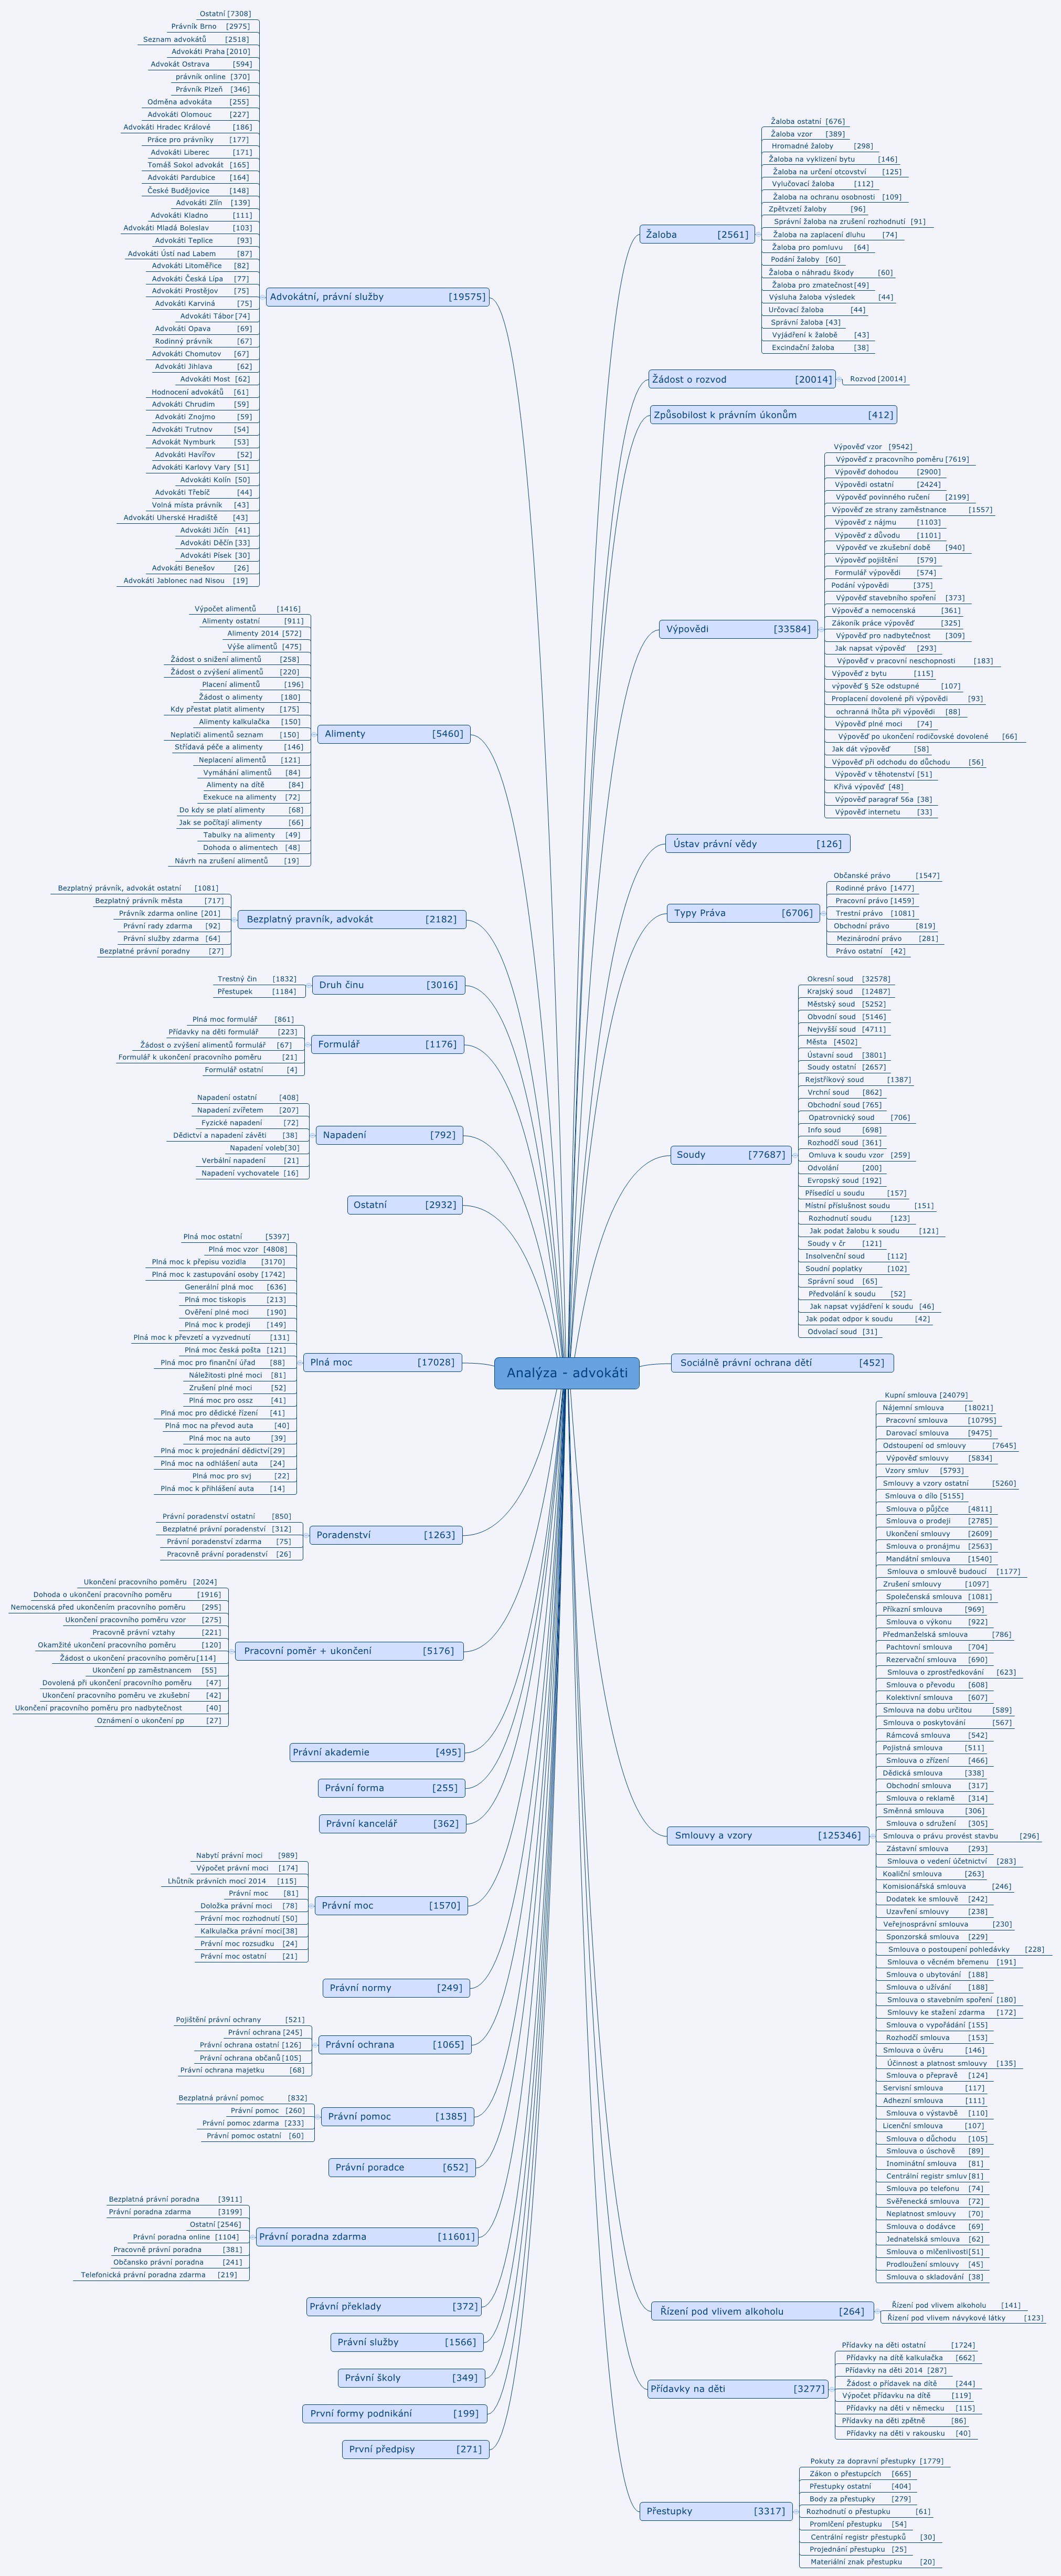 Analýza - advokáti
Advokátní, právní služby [19575]
Ostatní [7308]
Právník Brno [2975]
Seznam advokátů [2518]
Advokáti Praha [2010]
Advokát Ostrava [594]
právník online [370]
Právník Plzeň [346]
Odměna advokáta [255]
Advokáti Olomouc [227]
Advokáti Hradec Králové [186]
Práce pro právníky [177]
Advokáti Liberec [171]
Tomáš Sokol advokát [165]
Advokáti Pardubice [164]
České Budějovice [148]
Advokáti Zlín [139]
Advokáti Kladno [111]
Advokáti Mladá Boleslav [103]
Advokáti Teplice [93]
Advokáti Ústí nad Labem [87]
Advokáti Litoměřice [82]
Advokáti Česká Lípa [77]
Advokáti Prostějov [75]
Advokáti Karviná [75]
Advokáti Tábor [74]
Advokáti Opava [69]
Rodinný právník [67]
Advokáti Chomutov [67]
Advokáti Jihlava [62]
Advokáti Most [62]
Hodnocení advokátů [61]
Advokáti Chrudim [59]
Advokáti Znojmo [59]
Advokáti Trutnov [54]
Advokát Nymburk [53]
Advokáti Havířov [52]
Advokáti Karlovy Vary [51]
Advokáti Kolín [50]
Advokáti Třebíč [44]
Volná místa právník [43]
Advokáti Uherské Hradiště [43]
Advokáti Jičín [41]
Advokáti Děčín [33]
Advokáti Písek [30]
Advokáti Benešov [26]
Advokáti Jablonec nad Nisou [19]
Alimenty [5460]
Výpočet alimentů [1416]
Alimenty ostatní [911]
Alimenty 2014 [572]
Výše alimentů [475]
Žádost o snížení alimentů [258]
Žádost o zvýšení alimentů [220]
Placení alimentů [196]
Žádost o alimenty [180]
Kdy přestat platit alimenty [175]
Alimenty kalkulačka [150]
Neplatiči alimentů seznam [150]
Střídavá péče a alimenty [146]
Neplacení alimentů [121]
Vymáhání alimentů [84]
Alimenty na dítě [84]
Exekuce na alimenty [72]
Do kdy se platí alimenty [68]
Jak se počítají alimenty [66]
Tabulky na alimenty [49]
Dohoda o alimentech [48]
Návrh na zrušení alimentů [19]
Bezplatný pravník, advokát [2182]
Bezplatný právník, advokát ostatní [1081]
Bezplatný právník města [717]
Právník zdarma online [201]
Právní rady zdarma [92]
Právní služby zdarma [64]
Bezplatné právní poradny [27]
Druh činu [3016]
Trestný čin [1832]
Přestupek [1184]
Formulář [1176]
Plná moc formulář [861]
Přídavky na děti formulář [223]
Žádost o zvýšení alimentů formulář [67]
Formulář k ukončení pracovního poměru [21]
Formulář ostatní [4]
Napadení [792]
Napadení ostatní [408]
Napadení zvířetem [207]
Fyzické napadení [72]
Dědictví a napadení závěti [38]
Napadení voleb [30]
Verbální napadení [21]
Napadení vychovatele [16]
Ostatní [2932]
Plná moc [17028]
Plná moc ostatní [5397]
Plná moc vzor [4808]
Plná moc k přepisu vozidla [3170]
Plná moc k zastupování osoby [1742]
Generální plná moc [636]
Plná moc tiskopis [213]
Ověření plné moci [190]
Plná moc k prodeji [149]
Plná moc k převzetí a vyzvednutí [131]
Plná moc česká pošta [121]
Plná moc pro finanční úřad [88]
Náležitosti plné moci [81]
Zrušení plné moci [52]
Plná moc pro ossz [41]
Plná moc pro dědické řízení [41]
Plná moc na převod auta [40]
Plná moc na auto [39]
Plná moc k projednání dědictví [29]
Plná moc na odhlášení auta [24]
Plná moc pro svj [22]
Plná moc k přihlášení auta [14]
Poradenství [1263]
Právní poradenství ostatní [850]
Bezplatné právní poradenství [312]
Právní poradenství zdarma [75]
Pracovně právní poradenství [26]
Pracovní poměr + ukončení [5176]
Ukončení pracovního poměru [2024]
Dohoda o ukončení pracovního poměru [1916]
Nemocenská před ukončením pracovního poměru [295]
Ukončení pracovního poměru vzor [275]
Pracovně právní vztahy [221]
Okamžité ukončení pracovního poměru [120]
Žádost o ukončení pracovního poměru [114]
Ukončení pp zaměstnancem [55]
Dovolená při ukončení pracovního poměru [47]
Ukončení pracovního poměru ve zkušební [42]
Ukončení pracovního poměru pro nadbytečnost [40]
Oznámení o ukončení pp [27]
Právní akademie [495]
Právní forma [255]
Právní kancelář [362]
Právní moc [1570]
Nabytí právní moci [989]
Výpočet právní moci [174]
Lhůtník právních mocí 2014 [115]
Právní moc [81]
Doložka právní moci [78]
Právní moc rozhodnutí [50]
Kalkulačka právní moci [38]
Právní moc rozsudku [24]
Právní moc ostatní [21]
Právní normy [249]
Právní ochrana [1065]
Pojištění právní ochrany [521]
Právní ochrana [245]
Právní ochrana ostatní [126]
Právní ochrana občanů [105]
Právní ochrana majetku [68]
Právní pomoc [1385]
Bezplatná právní pomoc [832]
Právní pomoc [260]
Právní pomoc zdarma [233]
Právní pomoc ostatní [60]
Právní poradce [652]
Právní poradna zdarma [11601]
Bezplatná právní poradna [3911]
Právní poradna zdarma [3199]
Ostatní [2546]
Právní poradna online [1104]
Pracovně právní poradna [381]
Občansko právní poradna [241]
Telefonická právní poradna zdarma [219]
Právní překlady [372]
Právní služby [1566]
Právní školy [349]
První formy podnikání [199]
První předpisy [271]
Žaloba [2561]
Žaloba ostatní [676]
Žaloba vzor [389]
Hromadné žaloby [298]
Žaloba na vyklizení bytu [146]
Žaloba na určení otcovství [125]
Vylučovací žaloba [112]
Žaloba na ochranu osobnosti [109]
Zpětvzetí žaloby [96]
Správní žaloba na zrušení rozhodnutí [91]
Žaloba na zaplacení dluhu [74]
Žaloba pro pomluvu [64]
Podání žaloby [60]
Žaloba o náhradu škody [60]
Žaloba pro zmatečnost [49]
Výsluha žaloba výsledek [44]
Určovací žaloba [44]
Správní žaloba [43]
Vyjádření k žalobě [43]
Excindační žaloba [38]
Žádost o rozvod [20014]
Rozvod [20014]
Způsobilost k právním úkonům [412]
Výpovědi [33584]
Výpověď vzor [9542]
Výpověď z pracovního poměru [7619]
Výpověď dohodou [2900]
Výpovědi ostatní [2424]
Výpověď povinného ručení [2199]
Výpověď ze strany zaměstnance [1557]
Výpověď z nájmu [1103]
Výpověď z důvodu [1101]
Výpověď ve zkušební době [940]
Výpověď pojištění [579]
Formulář výpovědi [574]
Podání výpovědi [375]
Výpověď stavebního spoření [373]
Výpověď a nemocenská [361]
Zákoník práce výpověď [325]
Výpověď pro nadbytečnost [309]
Jak napsat výpověď [293]
Výpověď v pracovní neschopnosti [183]
Výpověď z bytu [115]
výpověď § 52e odstupné [107]
Proplacení dovolené při výpovědi [93]
ochranná lhůta při výpovědi [88]
Výpověď plné moci [74]
Výpověď po ukončení rodičovské dovolené [66]
Jak dát výpověď [58]
Výpověď při odchodu do důchodu [56]
Výpověď v těhotenství [51]
Křivá výpověď [48]
Výpověď paragraf 56a [38]
Výpověď internetu [33]
Ústav právní vědy [126]
Typy Práva [6706]
Občanské právo [1547]
Rodinné právo [1477]
Pracovní právo [1459]
Trestní právo [1081]
Obchodní právo [819]
Mezinárodní právo [281]
Právo ostatní [42]
Soudy [77687]
Okresní soud [32578]
Krajský soud [12487]
Městský soud [5252]
Obvodní soud [5146]
Nejvyšší soud [4711]
Města [4502]
Ústavní soud [3801]
Soudy ostatní [2657]
Rejstříkový soud [1387]
Vrchní soud [862]
Obchodní soud [765]
Opatrovnický soud [706]
Info soud [698]
Rozhodčí soud [361]
Omluva k soudu vzor [259]
Odvolání [200]
Evropský soud [192]
Přísedící u soudu [157]
Místní příslušnost soudu [151]
Rozhodnutí soudu [123]
Jak podat žalobu k soudu [121]
Soudy v čr [121]
Insolvenční soud [112]
Soudní poplatky [102]
Správní soud [65]
Předvolání k soudu [52]
Jak napsat vyjádření k soudu [46]
Jak podat odpor k soudu [42]
Odvolací soud [31]
Sociálně právní ochrana dětí [452]
Smlouvy a vzory [125346]
Kupní smlouva [24079]
Nájemní smlouva [18021]
Pracovní smlouva [10795]
Darovací smlouva [9475]
Odstoupení od smlouvy [7645]
Výpověď smlouvy [5834]
Vzory smluv [5793]
Smlouvy a vzory ostatní [5260]
Smlouva o dílo [5155]
Smlouva o půjčce [4811]
Smlouva o prodeji [2785]
Ukončení smlouvy [2609]
Smlouva o pronájmu [2563]
Mandátní smlouva [1540]
Smlouva o smlouvě budoucí [1177]
Zrušení smlouvy [1097]
Společenská smlouva [1081]
Příkazní smlouva [969]
Smlouva o výkonu [922]
Předmanželská smlouva [786]
Pachtovní smlouva [704]
Rezervační smlouva [690]
Smlouva o zprostředkování [623]
Smlouva o převodu [608]
Kolektivní smlouva [607]
Smlouva na dobu určitou [589]
Smlouva o poskytování [567]
Rámcová smlouva [542]
Pojistná smlouva [511]
Smlouva o zřízení [466]
Dědická smlouva [338]
Obchodní smlouva [317]
Smlouva o reklamě [314]
Směnná smlouva [306]
Smlouva o sdružení [305]
Smlouva o právu provést stavbu [296]
Zástavní smlouva [293]
Smlouva o vedení účetnictví [283]
Koaliční smlouva [263]
Komisionářská smlouva [246]
Dodatek ke smlouvě [242]
Uzavření smlouvy [238]
Veřejnosprávní smlouva [230]
Sponzorská smlouva [229]
Smlouva o postoupení pohledávky [228]
Smlouva o věcném břemenu [191]
Smlouva o ubytování [188]
Smlouva o užívání [188]
Smlouva o stavebním spoření [180]
Smlouvy ke stažení zdarma [172]
Smlouva o vypořádání [155]
Rozhodčí smlouva [153]
Smlouva o úvěru [146]
Účinnost a platnost smlouvy [135]
Smlouva o přepravě [124]
Servisní smlouva [117]
Adhezní smlouva [111]
Smlouva o výstavbě [110]
Licenční smlouva [107]
Smlouva o důchodu [105]
Smlouva o úschově [89]
Inominátní smlouva [81]
Centrální registr smluv [81]
Smlouva po telefonu [74]
Svěřenecká smlouva [72]
Neplatnost smlouvy [70]
Smlouva o dodávce [69]
Jednatelská smlouva [62]
Smlouva o mlčenlivosti [51]
Prodloužení smlouvy [45]
Smlouva o skladování [38]
Řízení pod vlivem alkoholu [264]
Řízení pod vlivem alkoholu [141]
Řízení pod vlivem návykové látky [123]
Přídavky na děti [3277]
Přídavky na děti ostatní [1724]
Přídavky na dítě kalkulačka [662]
Přídavky na děti 2014 [287]
Žádost o přídavek na dítě [244]
Výpočet přídavku na dítě [119]
Přídavky na děti v německu [115]
Přídavky na děti zpětně [86]
Přídavky na děti v rakousku [40]
Přestupky [3317]
Pokuty za dopravní přestupky [1779]
Zákon o přestupcích [665]
Přestupky ostatní [404]
Body za přestupky [279]
Rozhodnutí o přestupku [61]
Promlčení přestupku [54]
Centrální registr přestupků [30]
Projednání přestupku [25]
Materiální znak přestupku [20]